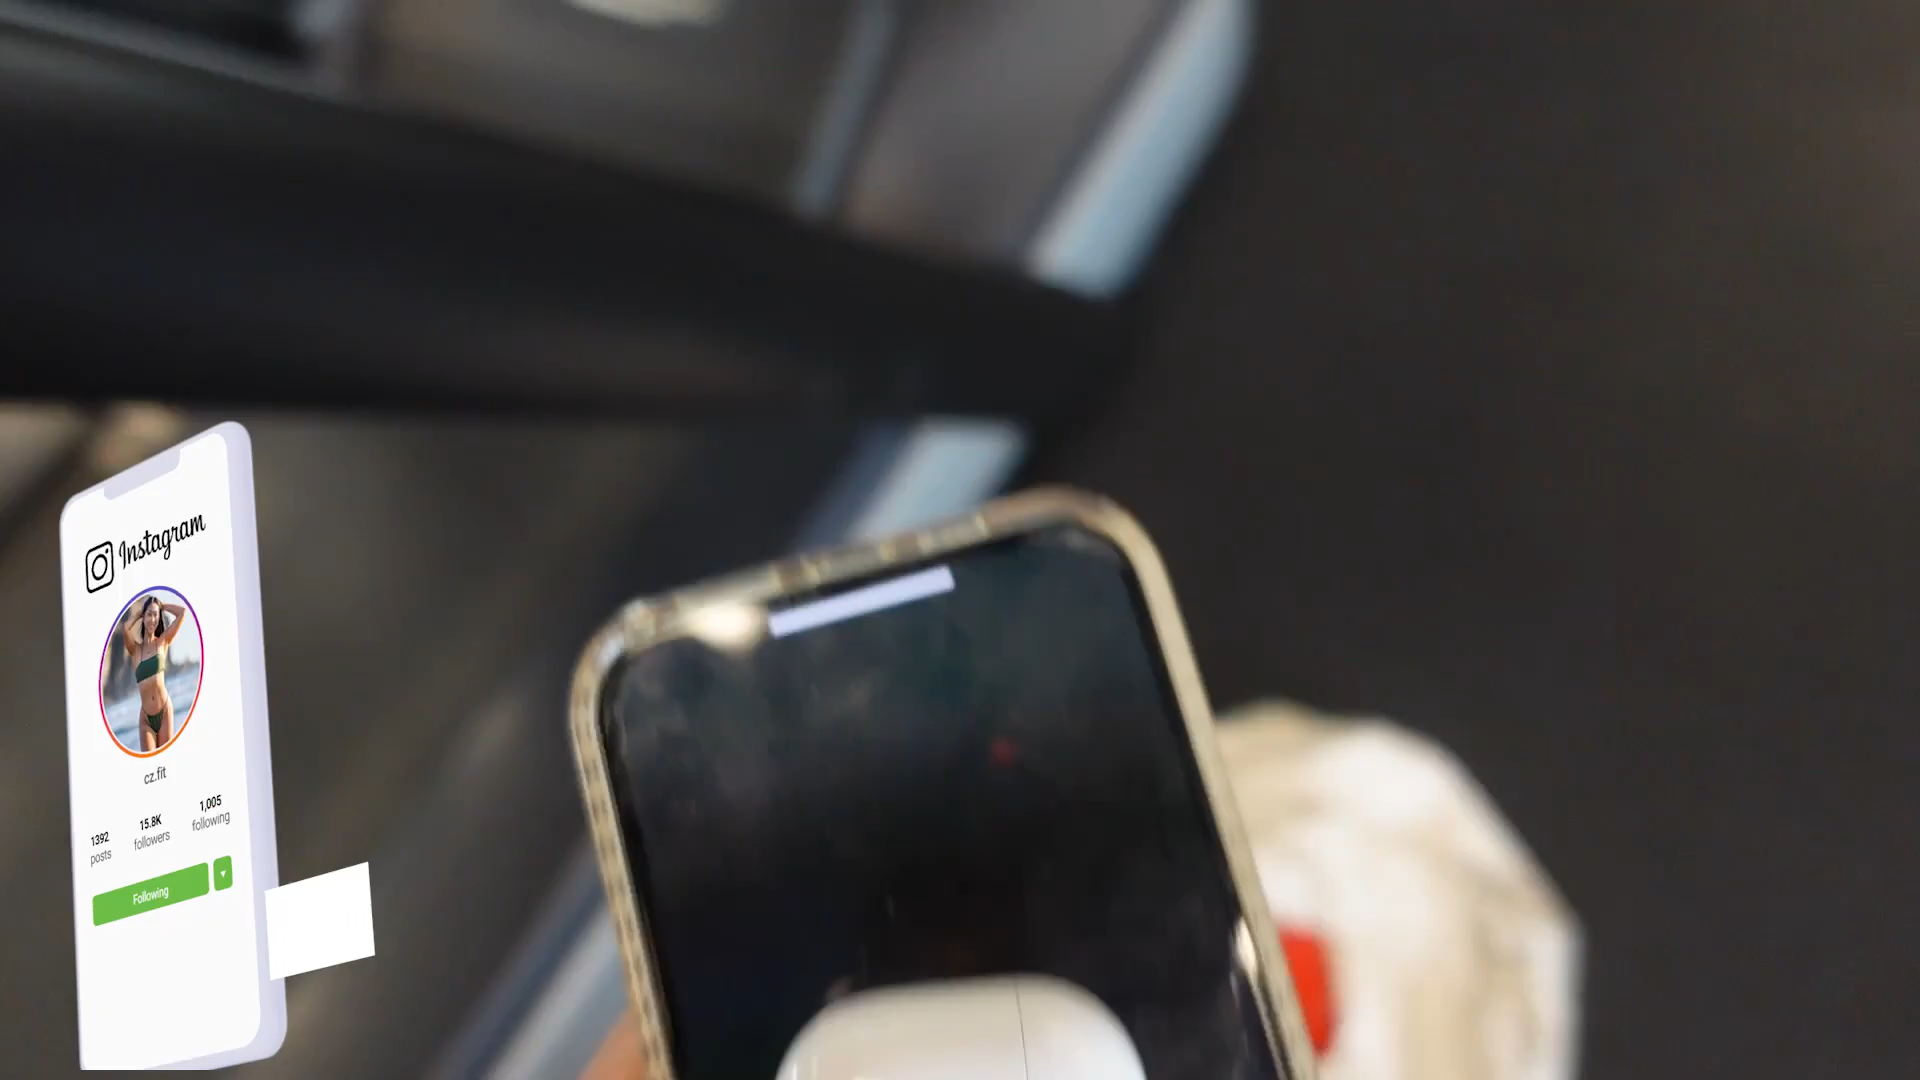 Instagram
cz.fit
1392 15.8K 1,005
posts followers following
Following